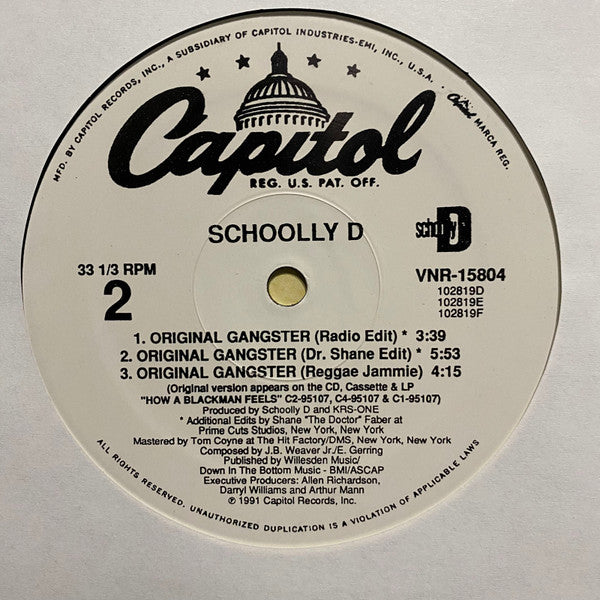 MFD. BY CAPITOL RECORDS, INC., A SUBSIDIARY OF CAPITOL INDUSTRIES-EMI, INC., U.S.A. · Capitol MARCA REG.
Capitol
REG. U.S. PAT. OFF.
SCHOOLLY D
schoolly D
33 1/3 RPM
2
VNR-15804
102819D
102819E
102819F
1. ORIGINAL GANGSTER (Radio Edit) * 3:39
2. ORIGINAL GANGSTER (Dr. Shane Edit) * 5:53
3. ORIGINAL GANGSTER (Reggae Jammie) 4:15
(Original version appears on the CD, Cassette & LP
"HOW A BLACKMAN FEELS" C2-95107, C4-95107 & C1-95107)
Produced by Schoolly D and KRS-ONE
* Additional Edits by Shane "The Doctor" Faber at
Prime Cuts Studios, New York, New York
Mastered by Tom Coyne at The Hit Factory/DMS, New York, New York
Composed by J.B. Weaver Jr./E. Gerring
Published by Willesden Music/
Down In The Bottom Music - BMI/ASCAP
Executive Producers: Allen Richardson,
Darryl Williams and Arthur Mann
℗ 1991 Capitol Records, Inc.
ALL RIGHTS RESERVED. UNAUTHORIZED DUPLICATION IS A VIOLATION OF APPLICABLE LAWS